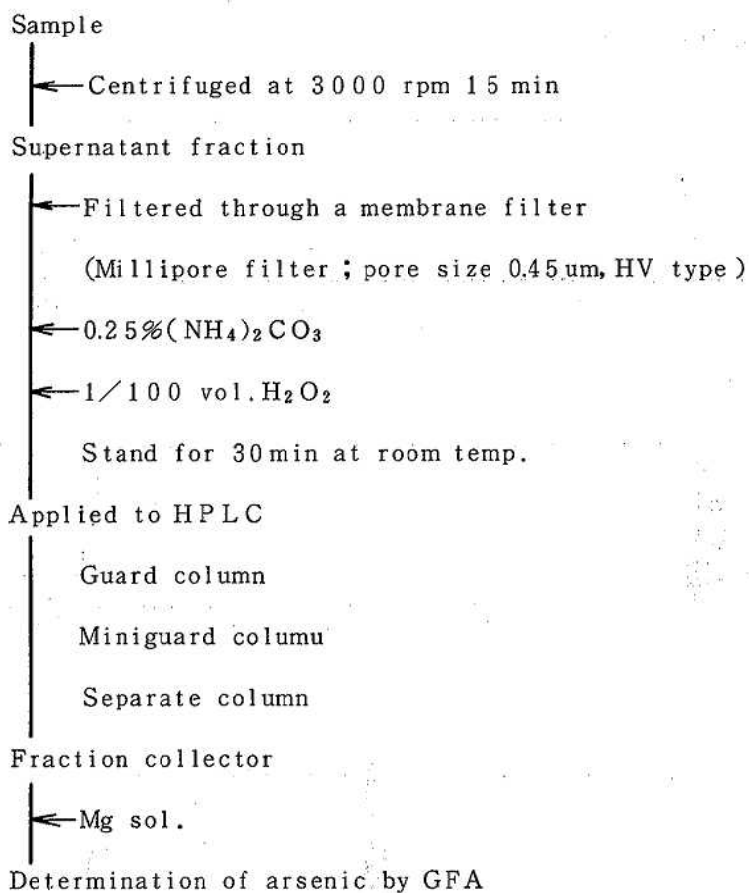 Sample
Centrifuged at 3000 rpm 15 min
Supernatant fraction
Filtered through a membrane filter
(Millipore filter ; pore size 0.45 um, HV type)
0.25%(NH₄)₂CO₃
1/100 vol. H₂O₂
Stand for 30min at room temp.
Applied to HPLC
Guard column
Miniguard columu
Separate column
Fraction collector
Mg sol.
Determination of arsenic by GFA